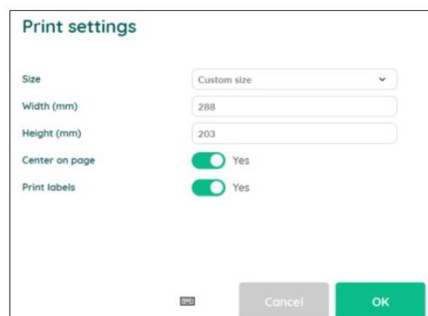 Print settings
Size Custom size
Width (mm) 288
Height (mm) 203
Center on page Yes
Print labels Yes
Cancel OK